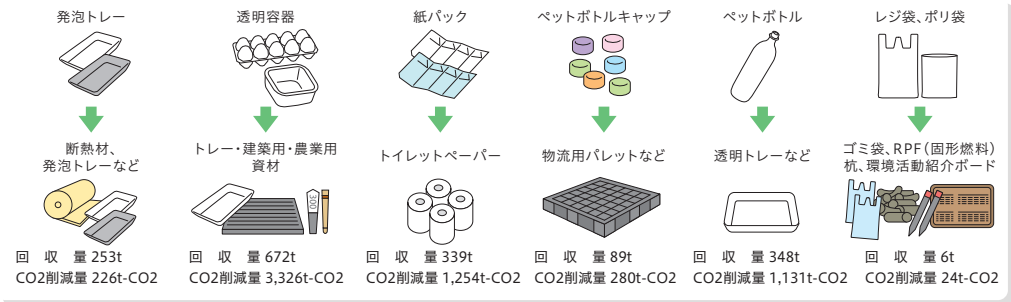 発泡トレー
透明容器
紙パック
ペットボトルキャップ
ペットボトル
レジ袋、ポリ袋
断熱材、
発泡トレーなど
トレー・建築用・農業用
資材
トイレットペーパー
物流用パレットなど
透明トレーなど
ゴミ袋、RPF(固形燃料)
杭、環境活動紹介ボード
300
回収量 253t
CO2削減量 226t-CO2
回収量 672t
CO2削減量 3,326t-CO2
回収量 339t
CO2削減量 1,254t-CO2
回収量 89t
CO2削減量 280t-CO2
回収量 348t
CO2削減量 1,131t-CO2
回収量 6t
CO2削減量 24t-CO2